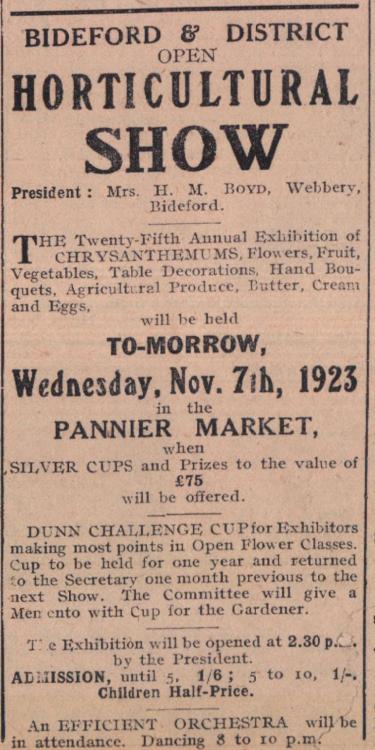 BIDEFORD & DISTRICT
OPEN
HORTICULTURAL
SHOW
President : Mrs. H. M. BOYD, Webbery,
Bideford.
THE Twenty-Fifth Annual Exhibition of
CHRYSANTHEMUMS, Flowers, Fruit,
Vegetables, Table Decorations, Hand Bou-
quets, Agricultural Produce, Butter, Cream
and Eggs,
will be held
TO-MORROW,
Wednesday, Nov. 7th, 1923
in the
PANNIER MARKET,
when
SILVER CUPS and Prizes to the value of
£75
will be offered.
DUNN CHALLENGE CUP for Exhibitors
making most points in Open Flower Classes.
Cup to be held for one year and returned
to the Secretary one month previous to the
next Show. The Committee will give a
Memento with Cup for the Gardener.
The Exhibition will be opened at 2.30 p.m.
by the President.
ADMISSION, until 5, 1/6 ; 5 to 10, 1/-.
Children Half-Price.
An EFFICIENT ORCHESTRA will be
in attendance. Dancing 8 to 10 p.m.